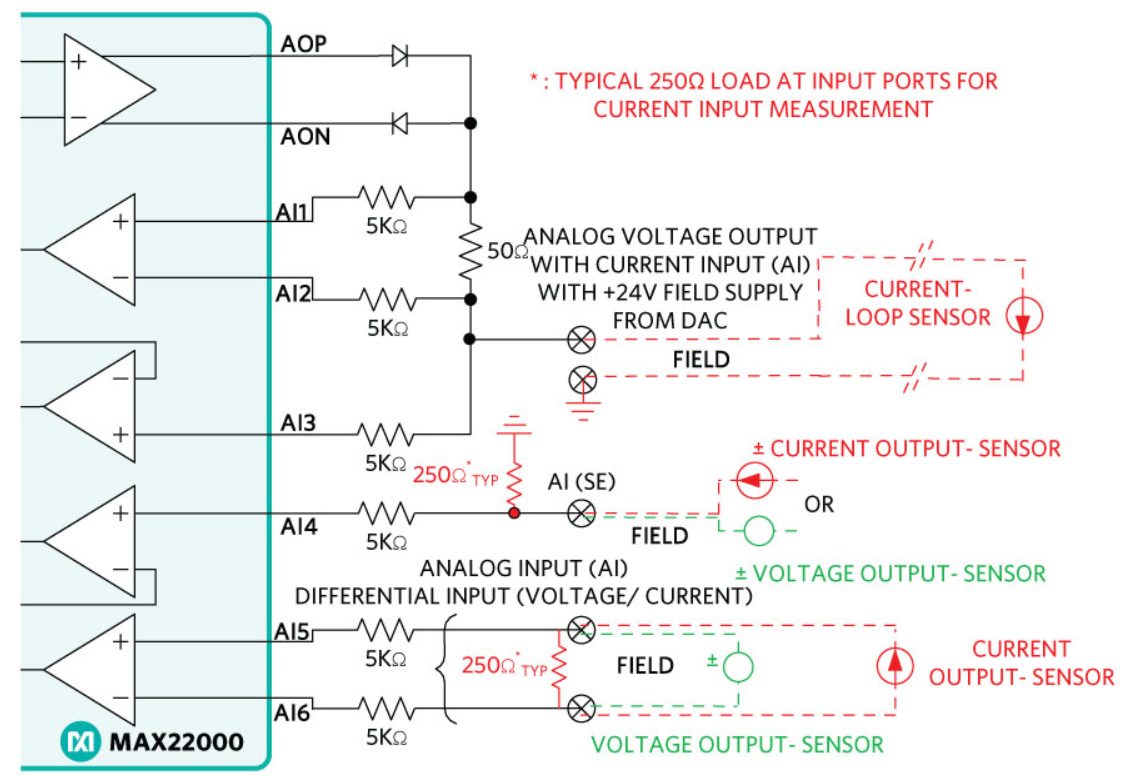 AOP
+
* : TYPICAL 250Ω LOAD AT INPUT PORTS FOR
CURRENT INPUT MEASUREMENT
−
AON
+
AI1
5KΩ
50Ω
ANALOG VOLTAGE OUTPUT
WITH CURRENT INPUT (AI)
WITH +24V FIELD SUPPLY
FROM DAC
−
AI2
5KΩ
CURRENT-
LOOP SENSOR
FIELD
−
+
AI3
5KΩ
250Ω* TYP
AI (SE)
± CURRENT OUTPUT- SENSOR
OR
+
AI4
5KΩ
FIELD
−
± VOLTAGE OUTPUT- SENSOR
ANALOG INPUT (AI)
DIFFERENTIAL INPUT (VOLTAGE/ CURRENT)
+
AI5
5KΩ
250Ω* TYP
FIELD
±
CURRENT
OUTPUT- SENSOR
−
AI6
5KΩ
VOLTAGE OUTPUT- SENSOR
MAX22000